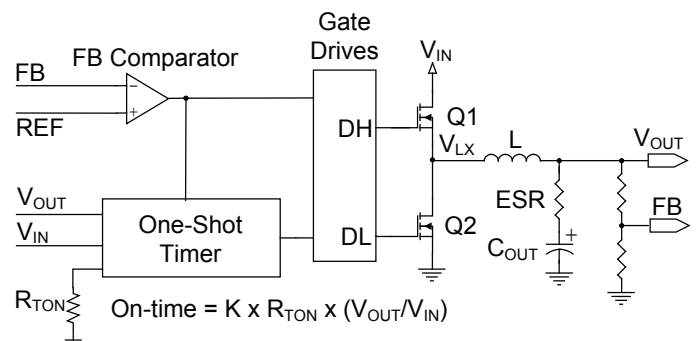 Gate
Drives
FB Comparator
FB
REF
V_IN
DH
Q1
V_LX
L
V_OUT
ESR
FB
C_OUT
+
V_OUT
V_IN
One-Shot
Timer
DL
Q2
R_TON
On-time = K x R_TON x (V_OUT/V_IN)